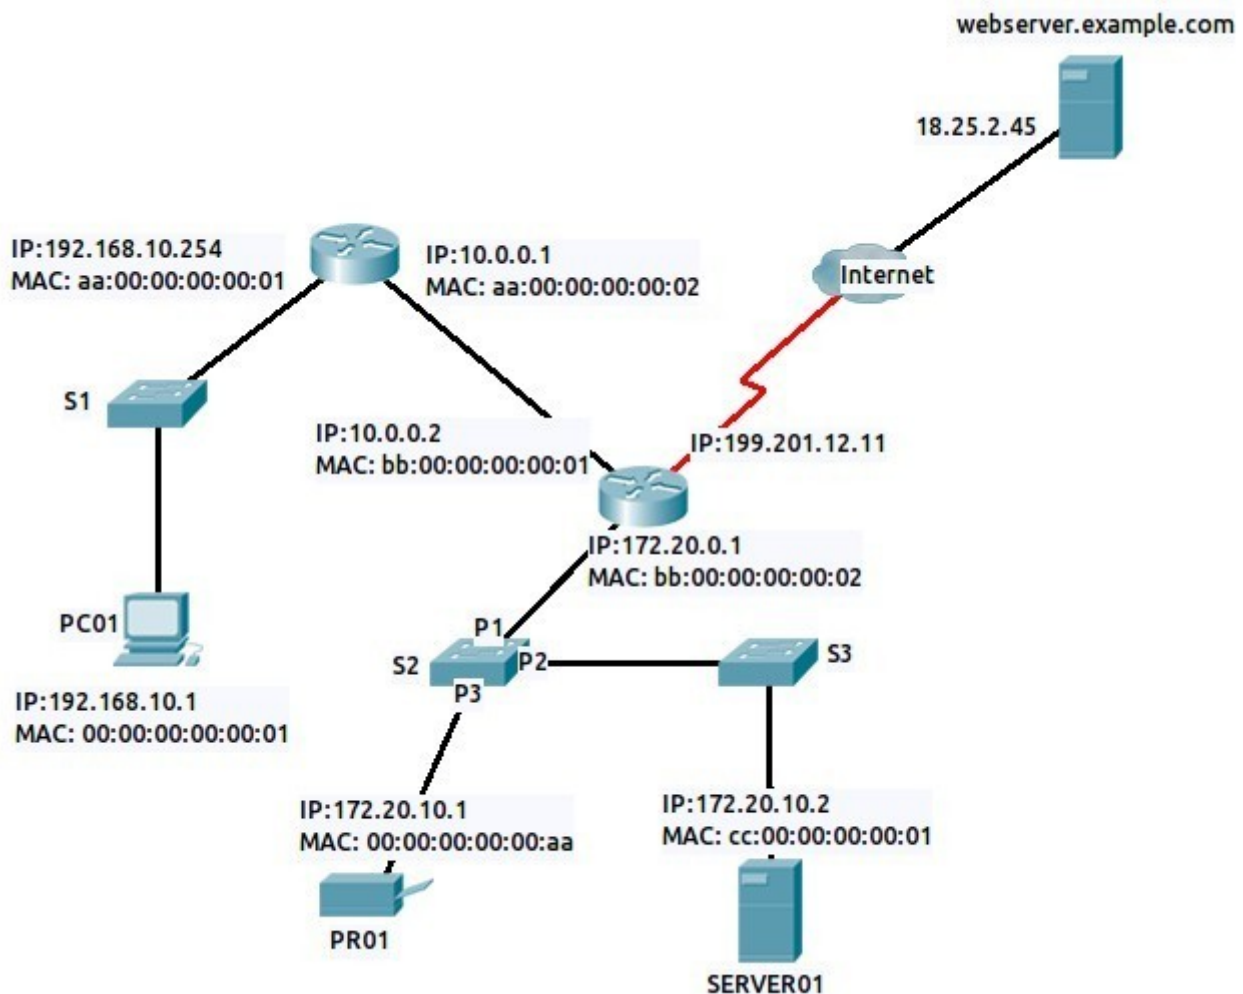 webserver.example.com
18.25.2.45
IP:192.168.10.254
MAC: aa:00:00:00:00:01
IP:10.0.0.1
MAC: aa:00:00:00:00:02
Internet
S1
IP:10.0.0.2
MAC: bb:00:00:00:00:01
IP:199.201.12.11
IP:172.20.0.1
MAC: bb:00:00:00:00:02
PC01
IP:192.168.10.1
MAC: 00:00:00:00:00:01
P1
S2
P2
P3
S3
IP:172.20.10.1
MAC: 00:00:00:00:00:aa
PR01
IP:172.20.10.2
MAC: cc:00:00:00:00:01
SERVER01